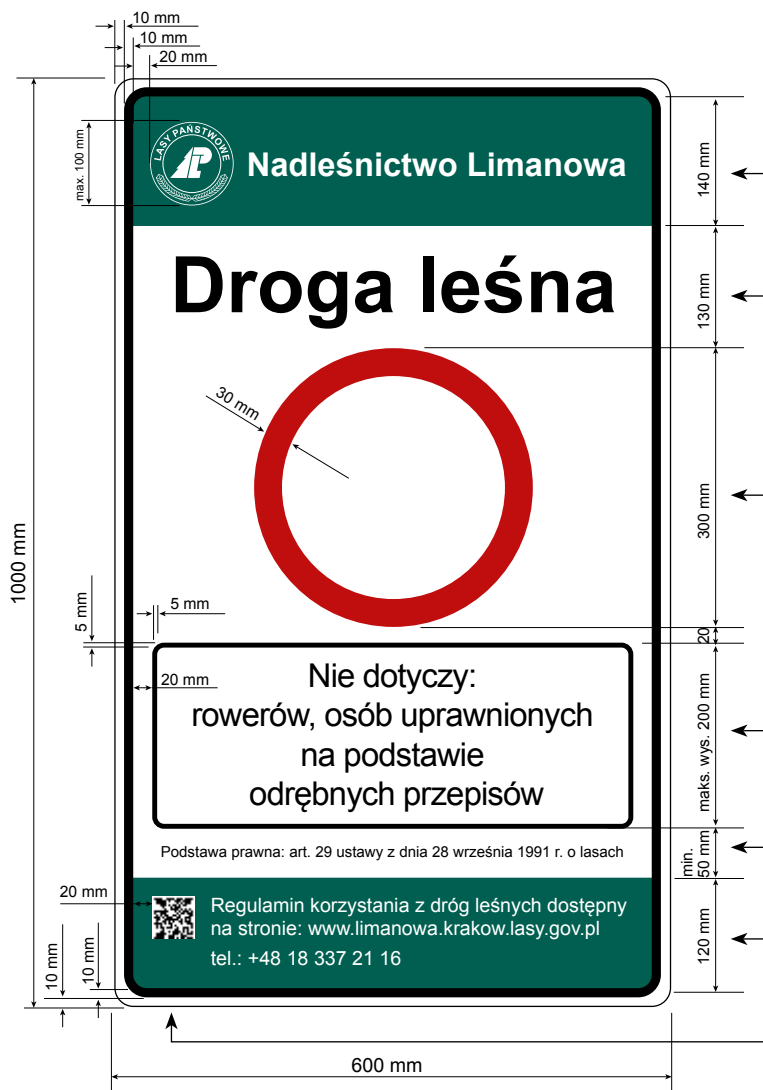 10 mm
10 mm
20 mm
max. 100 mm
LASY PAŃSTWOWE
LP
Nadleśnictwo Limanowa
140 mm
Droga leśna
130 mm
30 mm
300 mm
1000 mm
5 mm
5 mm
20
20 mm
Nie dotyczy:
rowerów, osób uprawnionych
na podstawie
odrębnych przepisów
maks. wys. 200 mm
Podstawa prawna: art. 29 ustawy z dnia 28 września 1991 r. o lasach
min.
50 mm
20 mm
Regulamin korzystania z dróg leśnych dostępny
na stronie: www.limanowa.krakow.lasy.gov.pl
tel.: +48 18 337 21 16
120 mm
10 mm
10 mm
600 mm